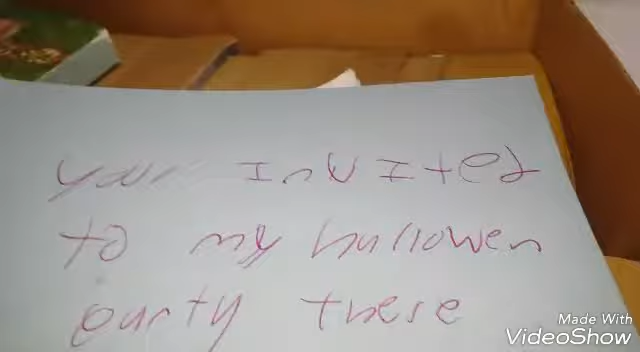 your InvIted
to my hullowen
party these
Made With
VideoShow